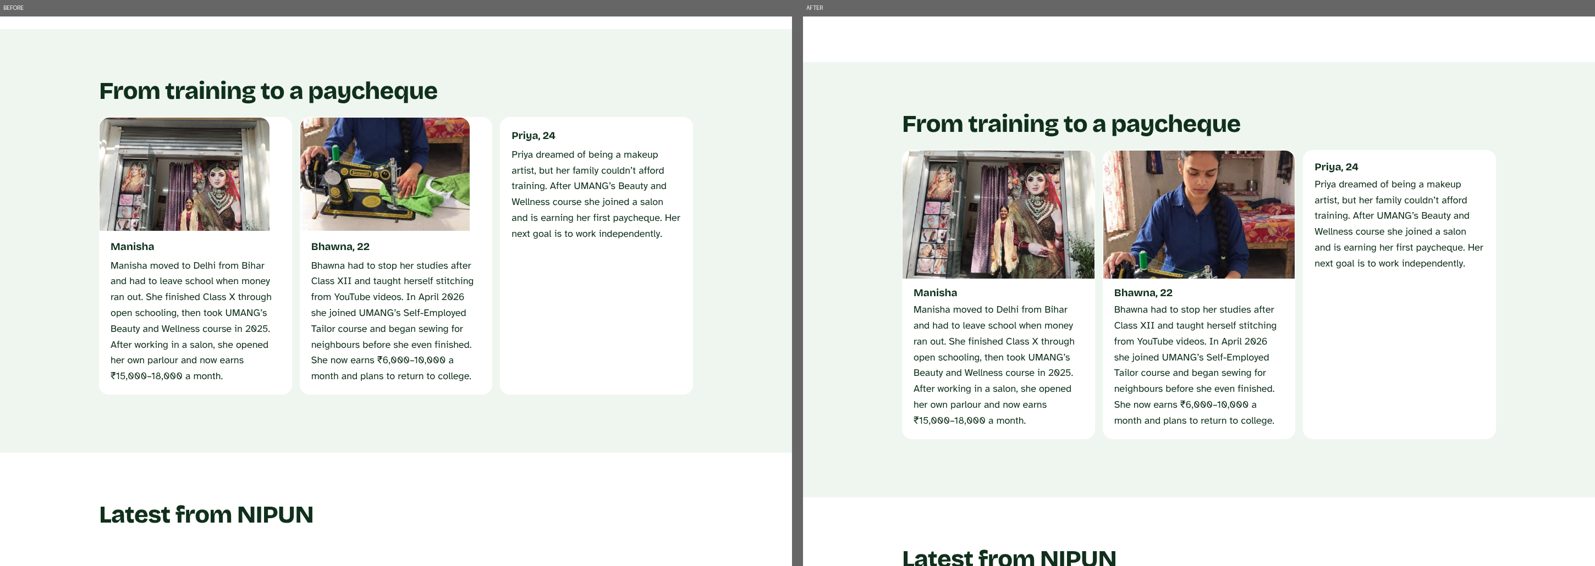 BEFORE
From training to a paycheque
Manisha
Manisha moved to Delhi from Bihar
and had to leave school when money
ran out. She finished Class X through
open schooling, then took UMANG's
Beauty and Wellness course in 2025.
After working in a salon, she opened
her own parlour and now earns
₹15,000–18,000 a month.
Bhawna, 22
Bhawna had to stop her studies after
Class XII and taught herself stitching
from YouTube videos. In April 2026
she joined UMANG's Self-Employed
Tailor course and began sewing for
neighbours before she even finished.
She now earns ₹6,000–10,000 a
month and plans to return to college.
Priya, 24
Priya dreamed of being a makeup
artist, but her family couldn't afford
training. After UMANG's Beauty and
Wellness course she joined a salon
and is earning her first paycheque. Her
next goal is to work independently.
Latest from NIPUN
AFTER
From training to a paycheque
Manisha
Manisha moved to Delhi from Bihar
and had to leave school when money
ran out. She finished Class X through
open schooling, then took UMANG's
Beauty and Wellness course in 2025.
After working in a salon, she opened
her own parlour and now earns
₹15,000–18,000 a month.
Bhawna, 22
Bhawna had to stop her studies after
Class XII and taught herself stitching
from YouTube videos. In April 2026
she joined UMANG's Self-Employed
Tailor course and began sewing for
neighbours before she even finished.
She now earns ₹6,000–10,000 a
month and plans to return to college.
Priya, 24
Priya dreamed of being a makeup
artist, but her family couldn't afford
training. After UMANG's Beauty and
Wellness course she joined a salon
and is earning her first paycheque. Her
next goal is to work independently.
Latest from NIPUN